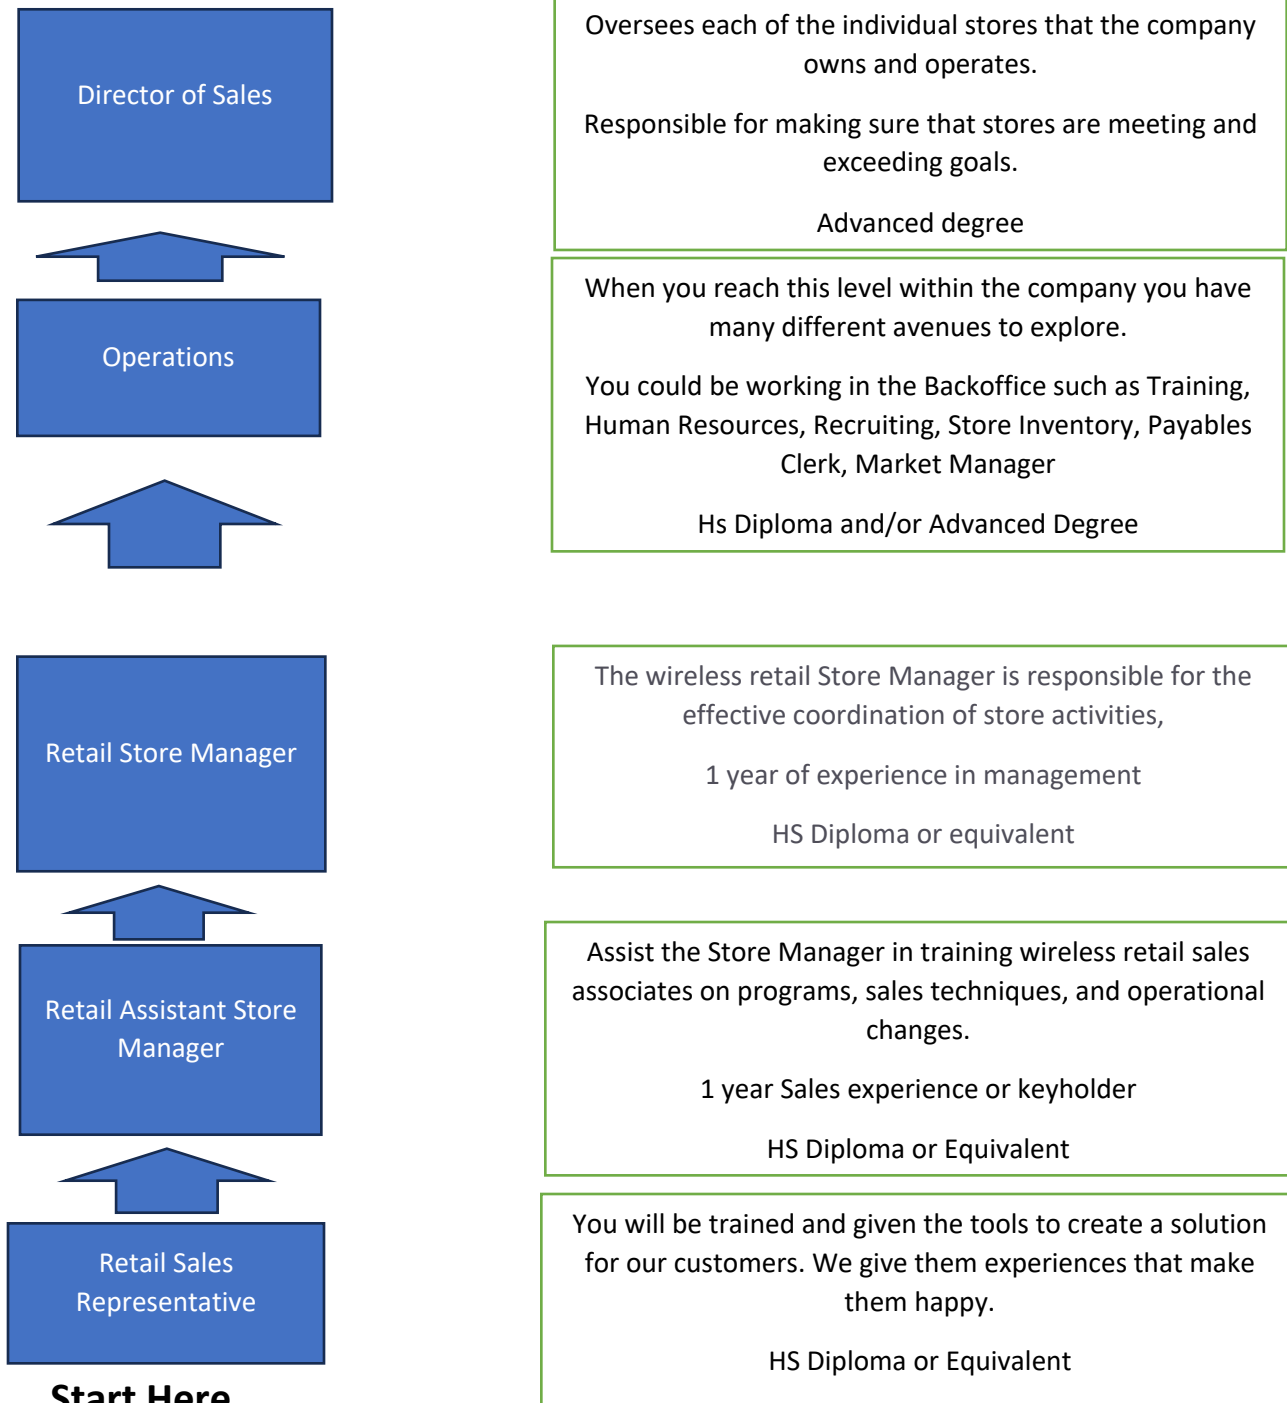 Director of Sales
Oversees each of the individual stores that the company
owns and operates.
Responsible for making sure that stores are meeting and
exceeding goals.
Advanced degree
Operations
When you reach this level within the company you have
many different avenues to explore.
You could be working in the Backoffice such as Training,
Human Resources, Recruiting, Store Inventory, Payables
Clerk, Market Manager
Hs Diploma and/or Advanced Degree
Retail Store Manager
The wireless retail Store Manager is responsible for the
effective coordination of store activities,
1 year of experience in management
HS Diploma or equivalent
Retail Assistant Store
Manager
Assist the Store Manager in training wireless retail sales
associates on programs, sales techniques, and operational
changes.
1 year Sales experience or keyholder
HS Diploma or Equivalent
Retail Sales
Representative
You will be trained and given the tools to create a solution
for our customers. We give them experiences that make
them happy.
HS Diploma or Equivalent
Start Here